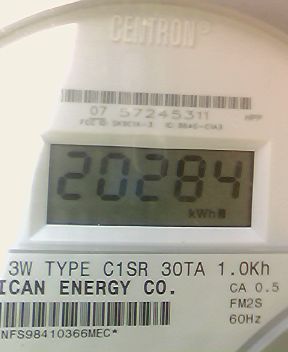 CENTRON®
07 57245311
20284
kWh
3W TYPE C1SR 30TA 1.0Kh
ICAN ENERGY CO. CA 0.5
FM2S
NFS98410366MEC* 60Hz